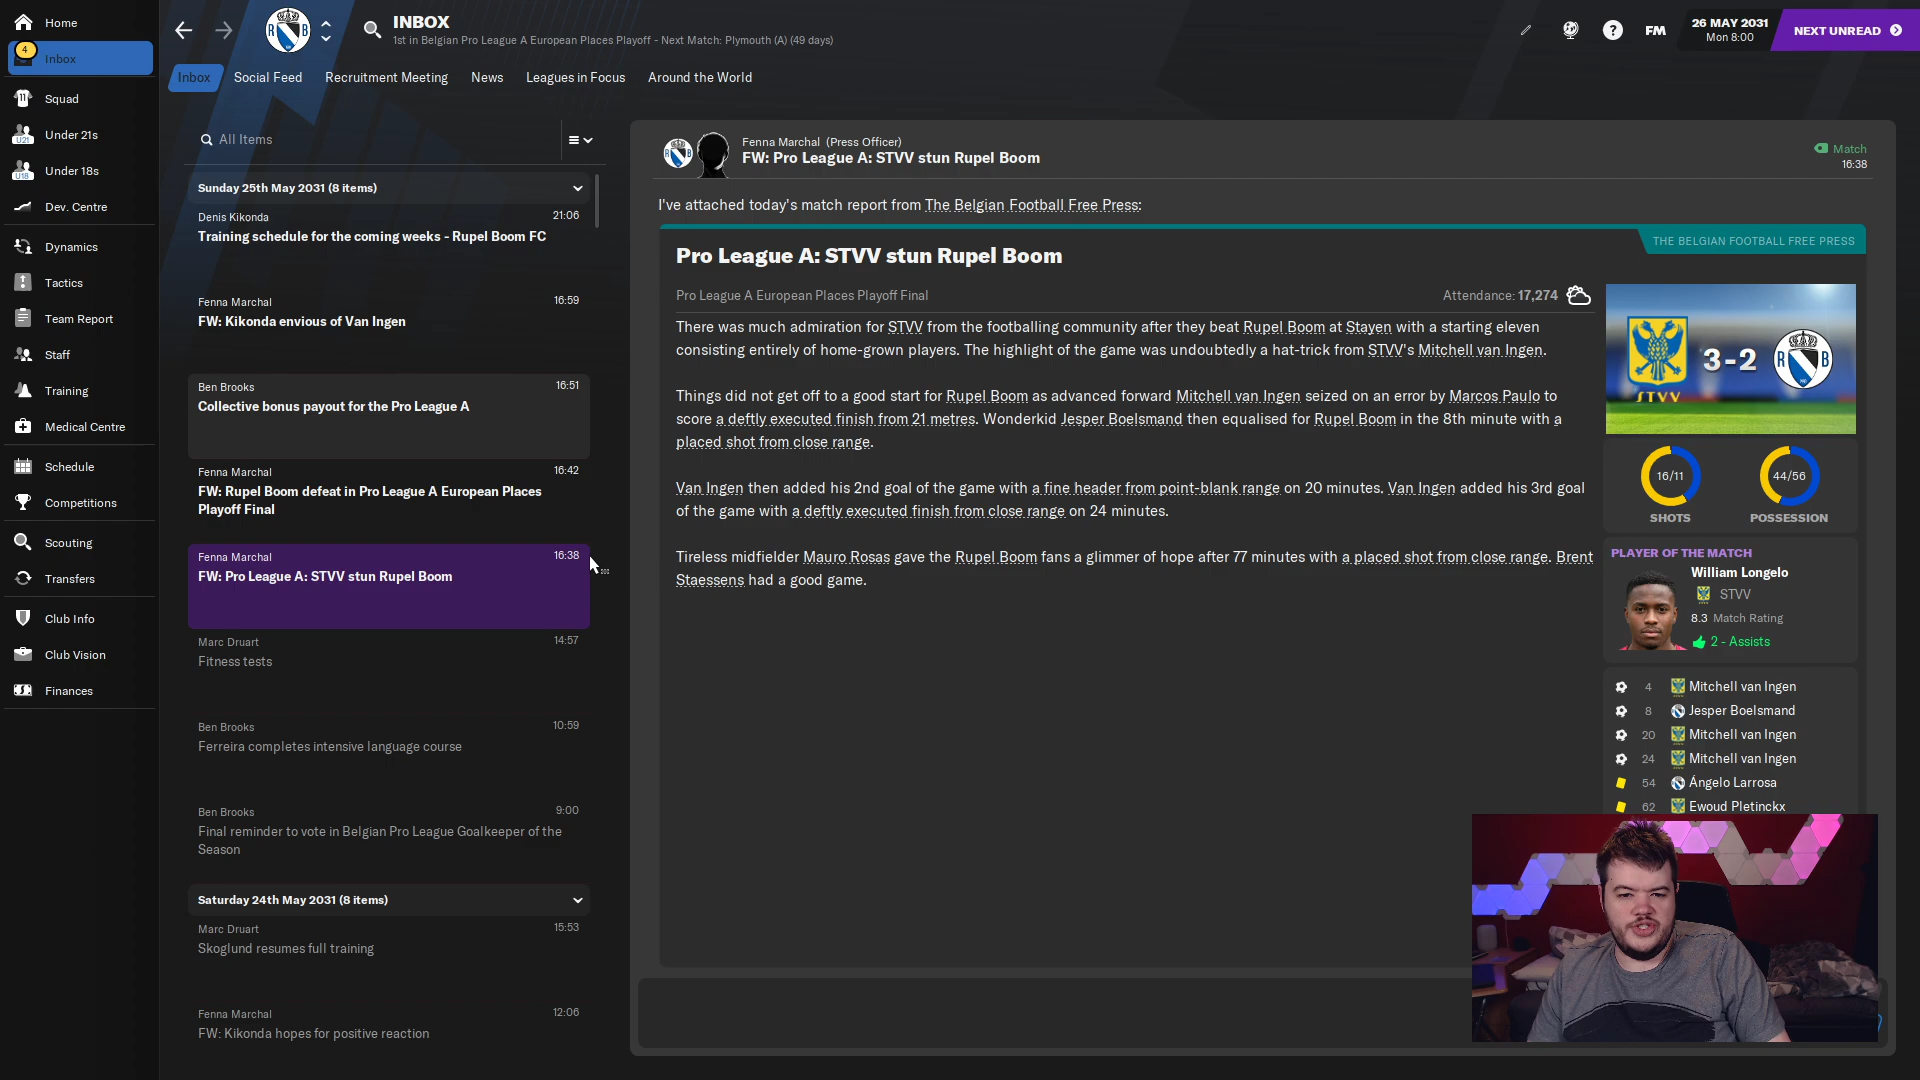 Home
4
Inbox
Squad
U21
Under 21s
U18
Under 18s
Dev. Centre
Dynamics
Tactics
Team Report
Staff
Training
Medical Centre
Schedule
Competitions
Scouting
Transfers
Club Info
Club Vision
Finances
R B
INBOX
1st in Belgian Pro League A European Places Playoff - Next Match: Plymouth (A) (49 days)
?
FM
26 MAY 2031
Mon 8:00
NEXT UNREAD
Inbox
Social Feed
Recruitment Meeting
News
Leagues in Focus
Around the World
All Items
Sunday 25th May 2031 (8 items)
Denis Kikonda 21:06
Training schedule for the coming weeks - Rupel Boom FC
Fenna Marchal 16:59
FW: Kikonda envious of Van Ingen
Ben Brooks 16:51
Collective bonus payout for the Pro League A
Fenna Marchal 16:42
FW: Rupel Boom defeat in Pro League A European Places
Playoff Final
Fenna Marchal 16:38
FW: Pro League A: STVV stun Rupel Boom
Marc Druart 14:57
Fitness tests
Ben Brooks 10:59
Ferreira completes intensive language course
Ben Brooks 9:00
Final reminder to vote in Belgian Pro League Goalkeeper of the
Season
Saturday 24th May 2031 (8 items)
Marc Druart 15:53
Skoglund resumes full training
Fenna Marchal 12:06
FW: Kikonda hopes for positive reaction
R B
Fenna Marchal (Press Officer)
FW: Pro League A: STVV stun Rupel Boom
Match
16:38
I've attached today's match report from The Belgian Football Free Press:
THE BELGIAN FOOTBALL FREE PRESS
Pro League A: STVV stun Rupel Boom
Pro League A European Places Playoff Final
Attendance: 17,274
There was much admiration for STVV from the footballing community after they beat Rupel Boom at Stayen with a starting eleven
consisting entirely of home-grown players. The highlight of the game was undoubtedly a hat-trick from STVV's Mitchell van Ingen.
Things did not get off to a good start for Rupel Boom as advanced forward Mitchell van Ingen seized on an error by Marcos Paulo to
score a deftly executed finish from 21 metres. Wonderkid Jesper Boelsmand then equalised for Rupel Boom in the 8th minute with a
placed shot from close range.
Van Ingen then added his 2nd goal of the game with a fine header from point-blank range on 20 minutes. Van Ingen added his 3rd goal
of the game with a deftly executed finish from close range on 24 minutes.
Tireless midfielder Mauro Rosas gave the Rupel Boom fans a glimmer of hope after 77 minutes with a placed shot from close range. Brent
Staessens had a good game.
STVV
3-2
R B
16/11
SHOTS
44/56
POSSESSION
PLAYER OF THE MATCH
William Longelo
STVV
8.3 Match Rating
2 - Assists
4 Mitchell van Ingen
8 Jesper Boelsmand
20 Mitchell van Ingen
24 Mitchell van Ingen
54 Ángelo Larrosa
62 Ewoud Pletinckx